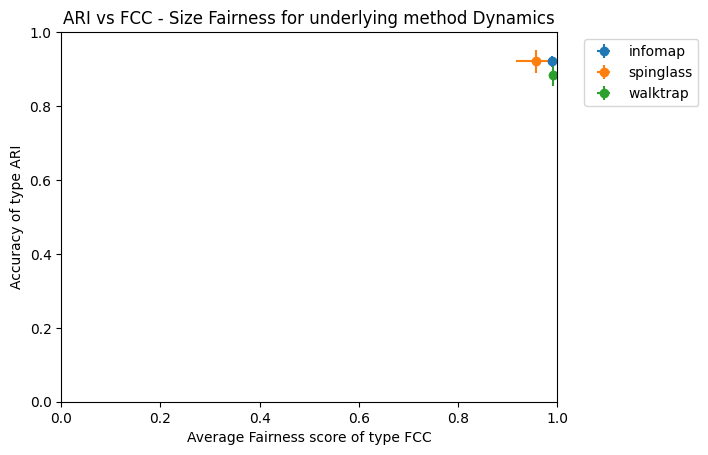 ARI vs FCC - Size Fairness for underlying method Dynamics
infomap
spinglass
walktrap
Accuracy of type ARI
1.0
0.8
0.6
0.4
0.2
0.0
0.0 0.2 0.4 0.6 0.8 1.0
Average Fairness score of type FCC